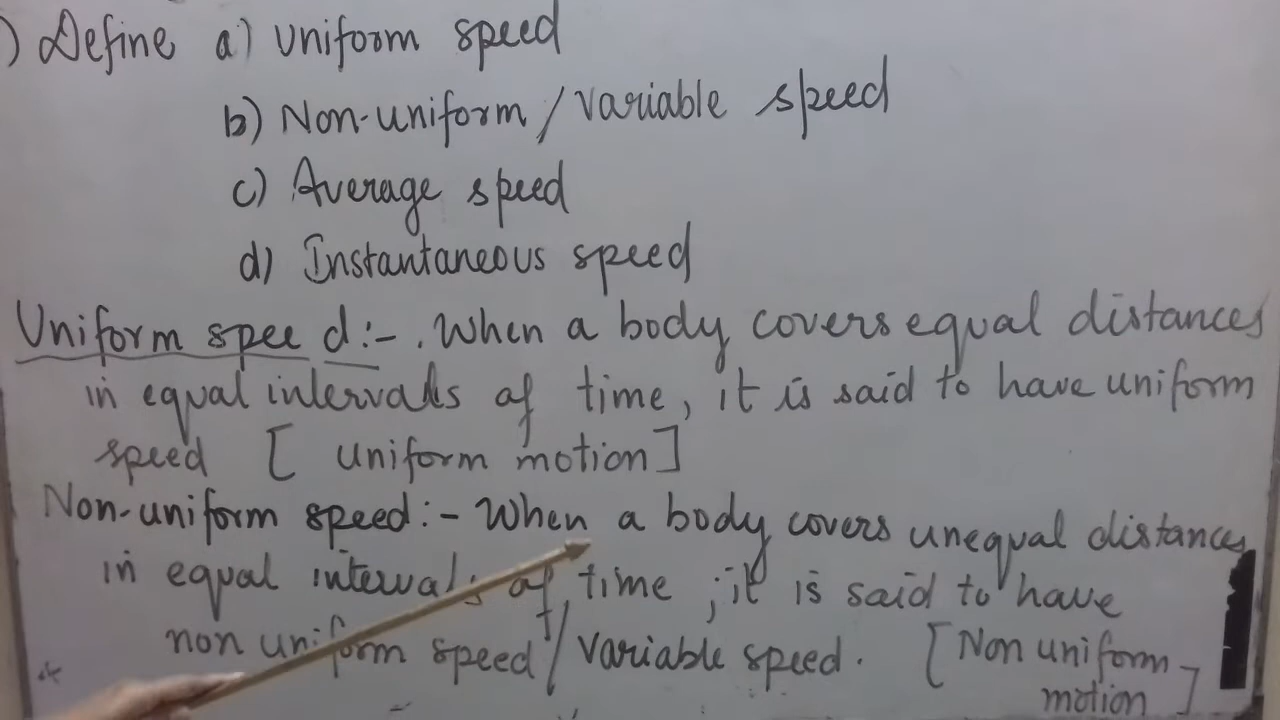 ) Define a) Uniform speed
b) Non-uniform / variable speed
c) Average speed
d) Instantaneous speed
Uniform speed:- . When a body covers equal distances
in equal intervals of time, it is said to have uniform
speed [ uniform motion ]
Non-uniform speed:- When a body covers unequal distances
in equal intervals of time ; it is said to have
non uniform speed / variable speed. [ Non uniform
motion ]